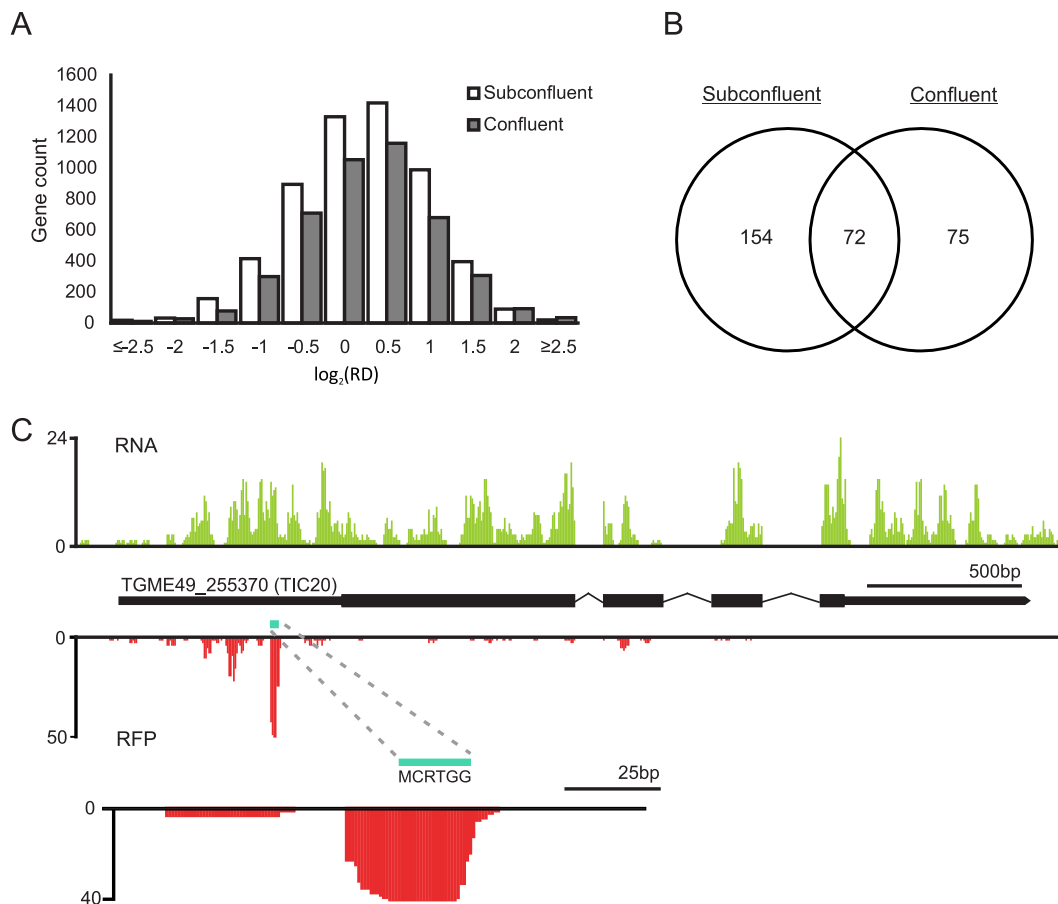 A
B
1600
1400
1200
1000
800
600
400
200
0
Gene count
Subconfluent
Confluent
≤-2.5 -2 -1.5 -1 -0.5 0 0.5 1 1.5 2 ≥2.5
log₂(RD)
Subconfluent
Confluent
154
72
75
C
24
RNA
0
500bp
TGME49_255370 (TIC20)
0
50
RFP
MCRTGG
25bp
0
40